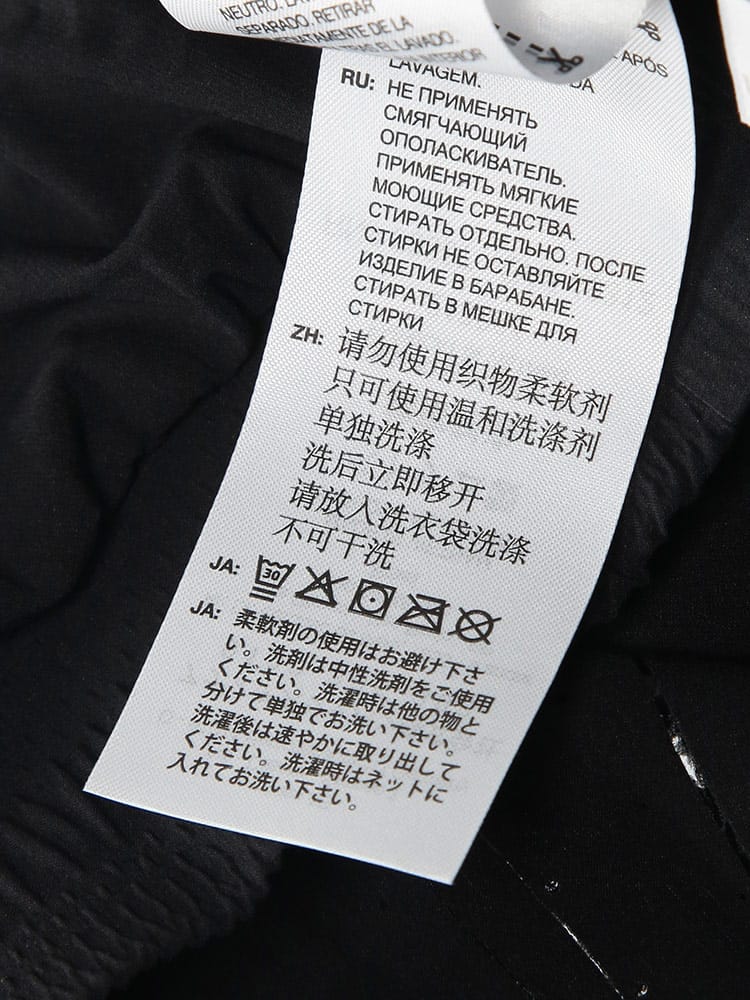 NEUTRO. LA
SEPARADO. RETIRAR
DEL LAVADO.
APÓS
LAVAGEM.
DA
RU: НЕ ПРИМЕНЯТЬ
СМЯГЧАЮЩИЙ
ОПОЛАСКИВАТЕЛЬ.
ПРИМЕНЯТЬ МЯГКИЕ
МОЮЩИЕ СРЕДСТВА.
СТИРАТЬ ОТДЕЛЬНО. ПОСЛЕ
СТИРКИ НЕ ОСТАВЛЯЙТЕ
ИЗДЕЛИЕ В БАРАБАНЕ.
СТИРАТЬ В МЕШКЕ ДЛЯ
СТИРКИ
ZH: 请勿使用织物柔软剂
只可使用温和洗涤剂
单独洗涤
洗后立即移开
请放入洗衣袋洗涤
不可干洗
JA: 30
JA: 柔軟剤の使用はお避け下さ
い。洗剤は中性洗剤をご使用
ください。洗濯時は他の物と
分けて単独でお洗い下さい。
洗濯後は速やかに取り出して
ください。洗濯時はネットに
入れてお洗い下さい。